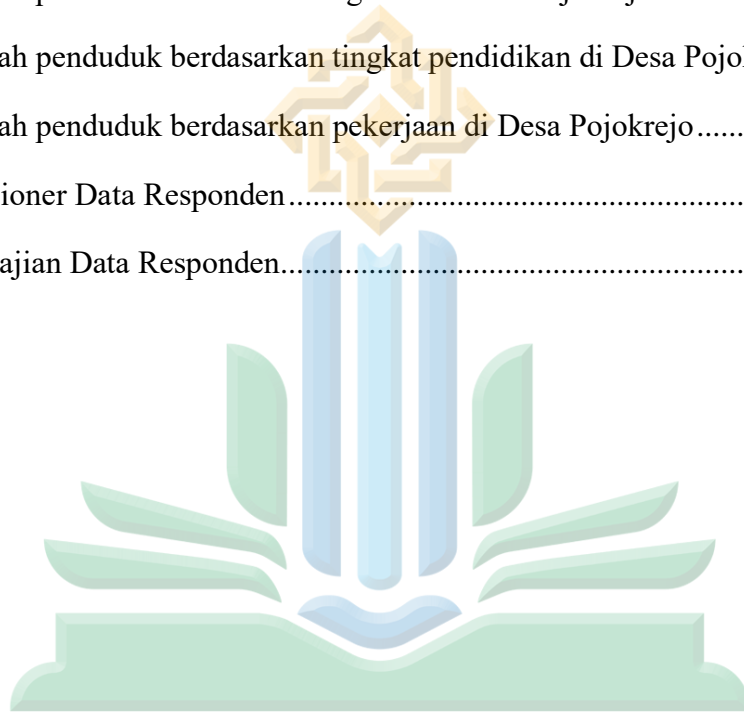 ah penduduk berdasarkan tingkat pendidikan di Desa Pojo
ah penduduk berdasarkan pekerjaan di Desa Pojokrejo......
ioner Data Responden......................................................
ajian Data Responden.......................................................